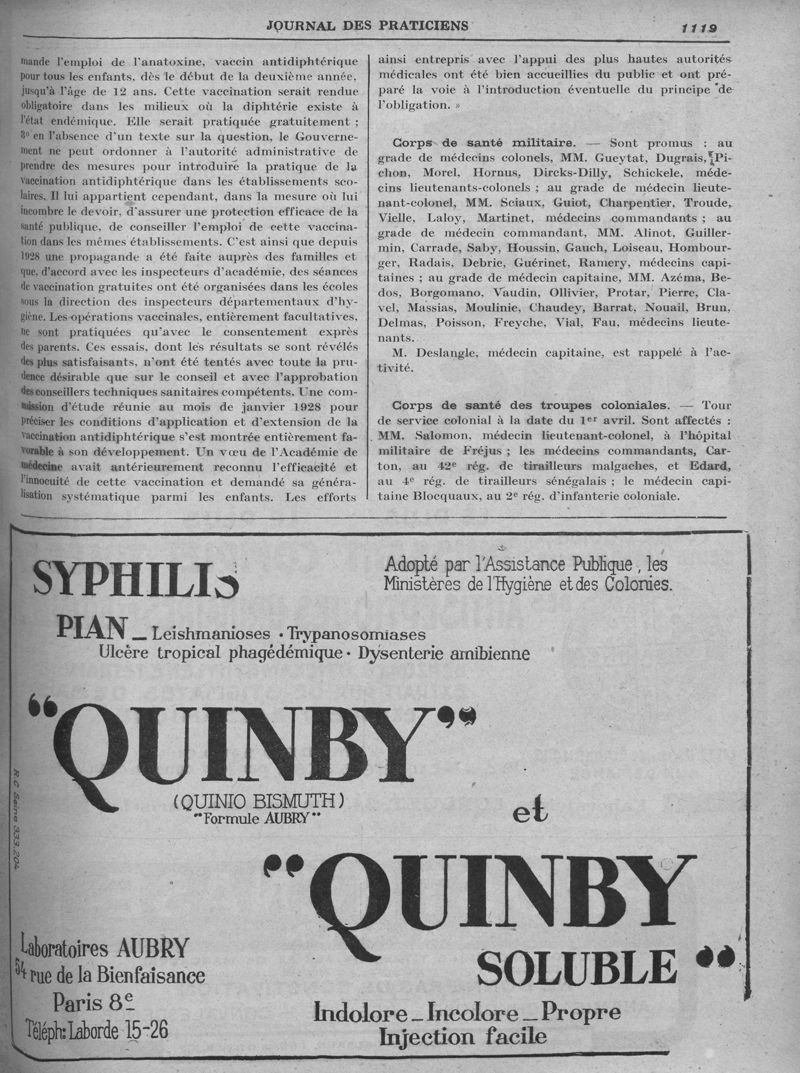 JOURNAL DES PRATICIENS
1119
mande l'emploi de l'anatoxine, vaccin antidiphtérique
pour tous les enfants, dès le début de la deuxième année,
jusqu'à l'âge de 12 ans. Cette vaccination serait rendue
obligatoire dans les milieux où la diphtérie existe à
l'état endémique. Elle serait pratiquée gratuitement ;
3º en l'absence d'un texte sur la question, le Gouverne-
ment ne peut ordonner à l'autorité administrative de
prendre des mesures pour introduire la pratique de la
vaccination antidiphtérique dans les établissements sco-
laires. Il lui appartient cependant, dans la mesure où lui
incombre le devoir, d'assurer une protection efficace de la
santé publique, de conseiller l'emploi de cette vaccina-
tion dans les mêmes établissements. C'est ainsi que depuis
1928 une propagande a été faite auprès des familles et
que, d'accord avec les inspecteurs d'académie, des séances
de vaccination gratuites ont été organisées dans les écoles
sous la direction des inspecteurs départementaux d'hy-
giène. Les opérations vaccinales, entièrement facultatives,
ne sont pratiquées qu'avec le consentement exprès
des parents. Ces essais, dont les résultats se sont révélés
des plus satisfaisants, n'ont été tentés avec toute la pru-
dence désirable que sur le conseil et avec l'approbation
des conseillers techniques sanitaires compétents. Une com-
mission d'étude réunie au mois de janvier 1928 pour
préciser les conditions d'application et d'extension de la
vaccination antidiphtérique s'est montrée entièrement fa-
vorable à son développement. Un vœu de l'Académie de
médecine avait antérieurement reconnu l'efficacité et
l'innocuité de cette vaccination et demandé sa généra-
lisation systématique parmi les enfants. Les efforts
ainsi entrepris avec l'appui des plus hautes autorités
médicales ont été bien accueillies du public et ont pré-
paré la voie à l'introduction éventuelle du principe de
l'obligation. »
Corps de santé militaire. — Sont promus : au
grade de médecins colonels, MM. Gueytat, Dugrais, Pi-
chon, Morel, Hornus, Dircks-Dilly, Schickele, méde-
cins lieutenants-colonels ; au grade de médecin lieute-
nant-colonel, MM. Sciaux, Guiot, Charpentier, Troude,
Vielle, Laloy, Martinet, médecins commandants ; au
grade de médecin commandant, MM. Alinot, Guiller-
min, Carrade, Saby, Houssin, Gauch, Loiseau, Hombour-
ger, Radais, Debrie, Guérinet, Ramery, médecins capi-
taines ; au grade de médecin capitaine, MM. Azéma, Be-
dos, Borgomano, Vaudin, Ollivier, Protar, Pierre, Cla-
vel, Massias, Moulinie, Chaudey, Barrat, Nouail, Brun,
Delmas, Poisson, Freyche, Vial, Fau, médecins lieute-
nants.
M. Deslangle, médecin capitaine, est rappelé à l'ac-
tivité.
Corps de santé des troupes coloniales. — Tour
de service colonial à la date du 1er avril. Sont affectés :
MM. Salomon, médecin lieutenant-colonel, à l'hôpital
militaire de Fréjus ; les médecins commandants, Car-
ton, au 42e rég. de tirailleurs malgaches, et Edard,
au 4e rég. de tirailleurs sénégalais ; le médecin capi-
taine Blocquaux, au 2e rég. d'infanterie coloniale.
SYPHILIS
Adopté par l'Assistance Publique, les
Ministères de l'Hygiène et des Colonies.
PIAN_ Leishmanioses • Trypanosomiases
Ulcère tropical phagédémique • Dysenterie amibienne
“QUINBY”
(QUINIO BISMUTH)
"Formule AUBRY"
et
“QUINBY
SOLUBLE”
R.C. Seine 333.204
Laboratoires AUBRY
54 rue de la Bienfaisance
Paris 8e
Téléph: Laborde 15-26
Indolore_Incolore_Propre
Injection facile